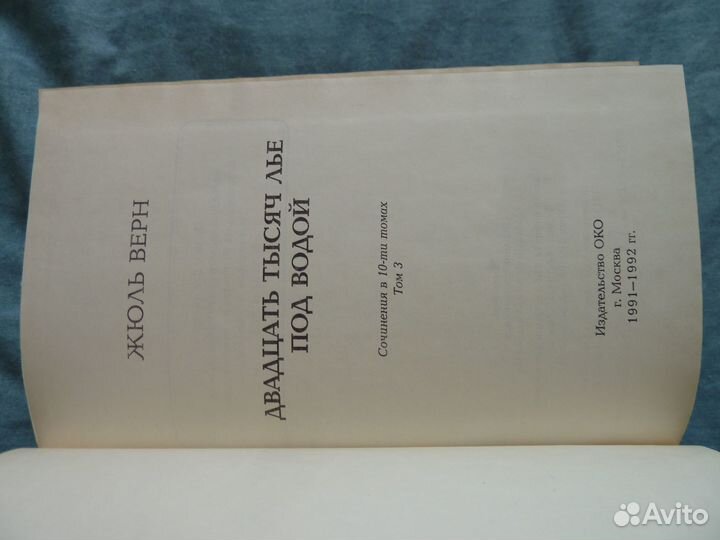 ЖЮЛЬ ВЕРН
ДВАДЦАТЬ ТЫСЯЧ ЛЬЕ
ПОД ВОДОЙ
Сочинения в 10-ти томах
Том 3
Издательство ОКО
г. Москва
1991—1992 гг.
Avito